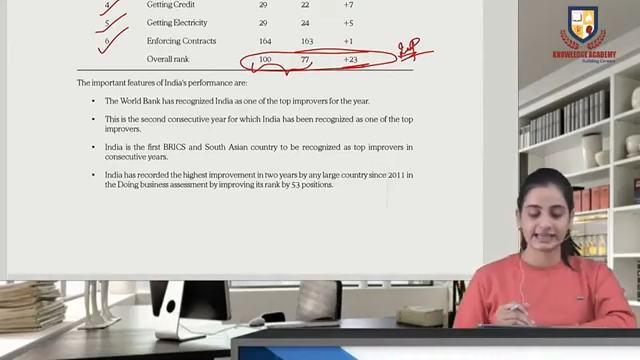 4 Getting Credit 29 22 +7
5 Getting Electricity 29 24 +5
6 Enforcing Contracts 164 163 +1
Overall rank 100 77 +23
The important features of India's performance are:
• The World Bank has recognized India as one of the top improvers for the year.
• This is the second consecutive year for which India has been recognized as one of the top
improvers.
• India is the first BRICS and South Asian country to be recognized as top improvers in
consecutive years.
• India has recorded the highest improvement in two years by any large country since 2011 in
the Doing business assessment by improving its rank by 53 positions.
KNOWLEDGE ACADEMY